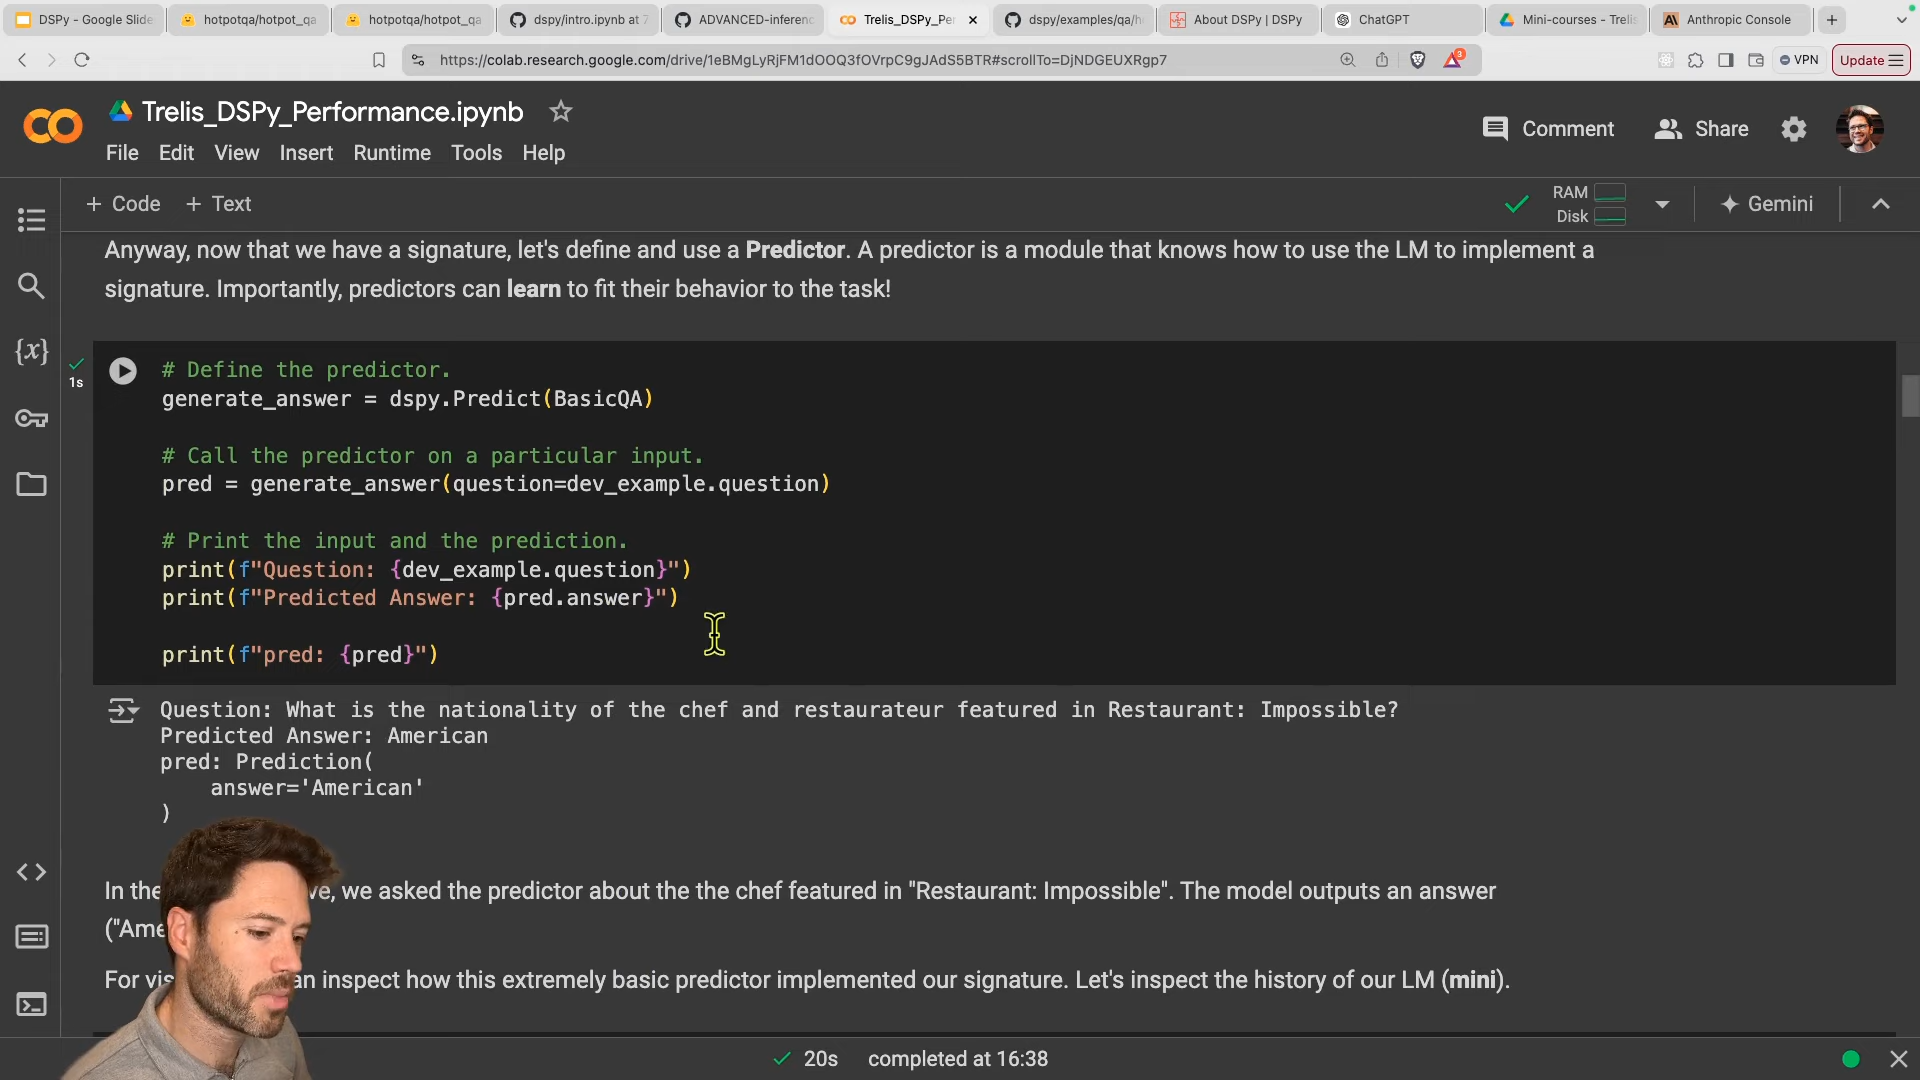 DSPy - Google Slide
hotpotqa/hotpot_qa
hotpotqa/hotpot_qa
dspy/intro.ipynb at 7
ADVANCED-inferenc
Trelis_DSPy_Per
dspy/examples/qa/h
About DSPy | DSPy
ChatGPT
Mini-courses - Trelis
Anthropic Console
https://colab.research.google.com/drive/1eBMgLyRjFM1dOOQ3fOVrpC9gJAdS5BTR#scrollTo=DjNDGEUXRgp7
3
VPN
Update
Trelis_DSPy_Performance.ipynb
File Edit View Insert Runtime Tools Help
Comment
Share
+ Code + Text
RAM
Disk
Gemini
Anyway, now that we have a signature, let's define and use a Predictor. A predictor is a module that knows how to use the LM to implement a
signature. Importantly, predictors can learn to fit their behavior to the task!
1s
# Define the predictor.
generate_answer = dspy.Predict(BasicQA)
# Call the predictor on a particular input.
pred = generate_answer(question=dev_example.question)
# Print the input and the prediction.
print(f"Question: {dev_example.question}")
print(f"Predicted Answer: {pred.answer}")
print(f"pred: {pred}")
Question: What is the nationality of the chef and restaurateur featured in Restaurant: Impossible?
Predicted Answer: American
pred: Prediction(
answer='American'
)
In the ve, we asked the predictor about the the chef featured in "Restaurant: Impossible". The model outputs an answer
("Ame
For vis an inspect how this extremely basic predictor implemented our signature. Let's inspect the history of our LM (mini).
20s completed at 16:38